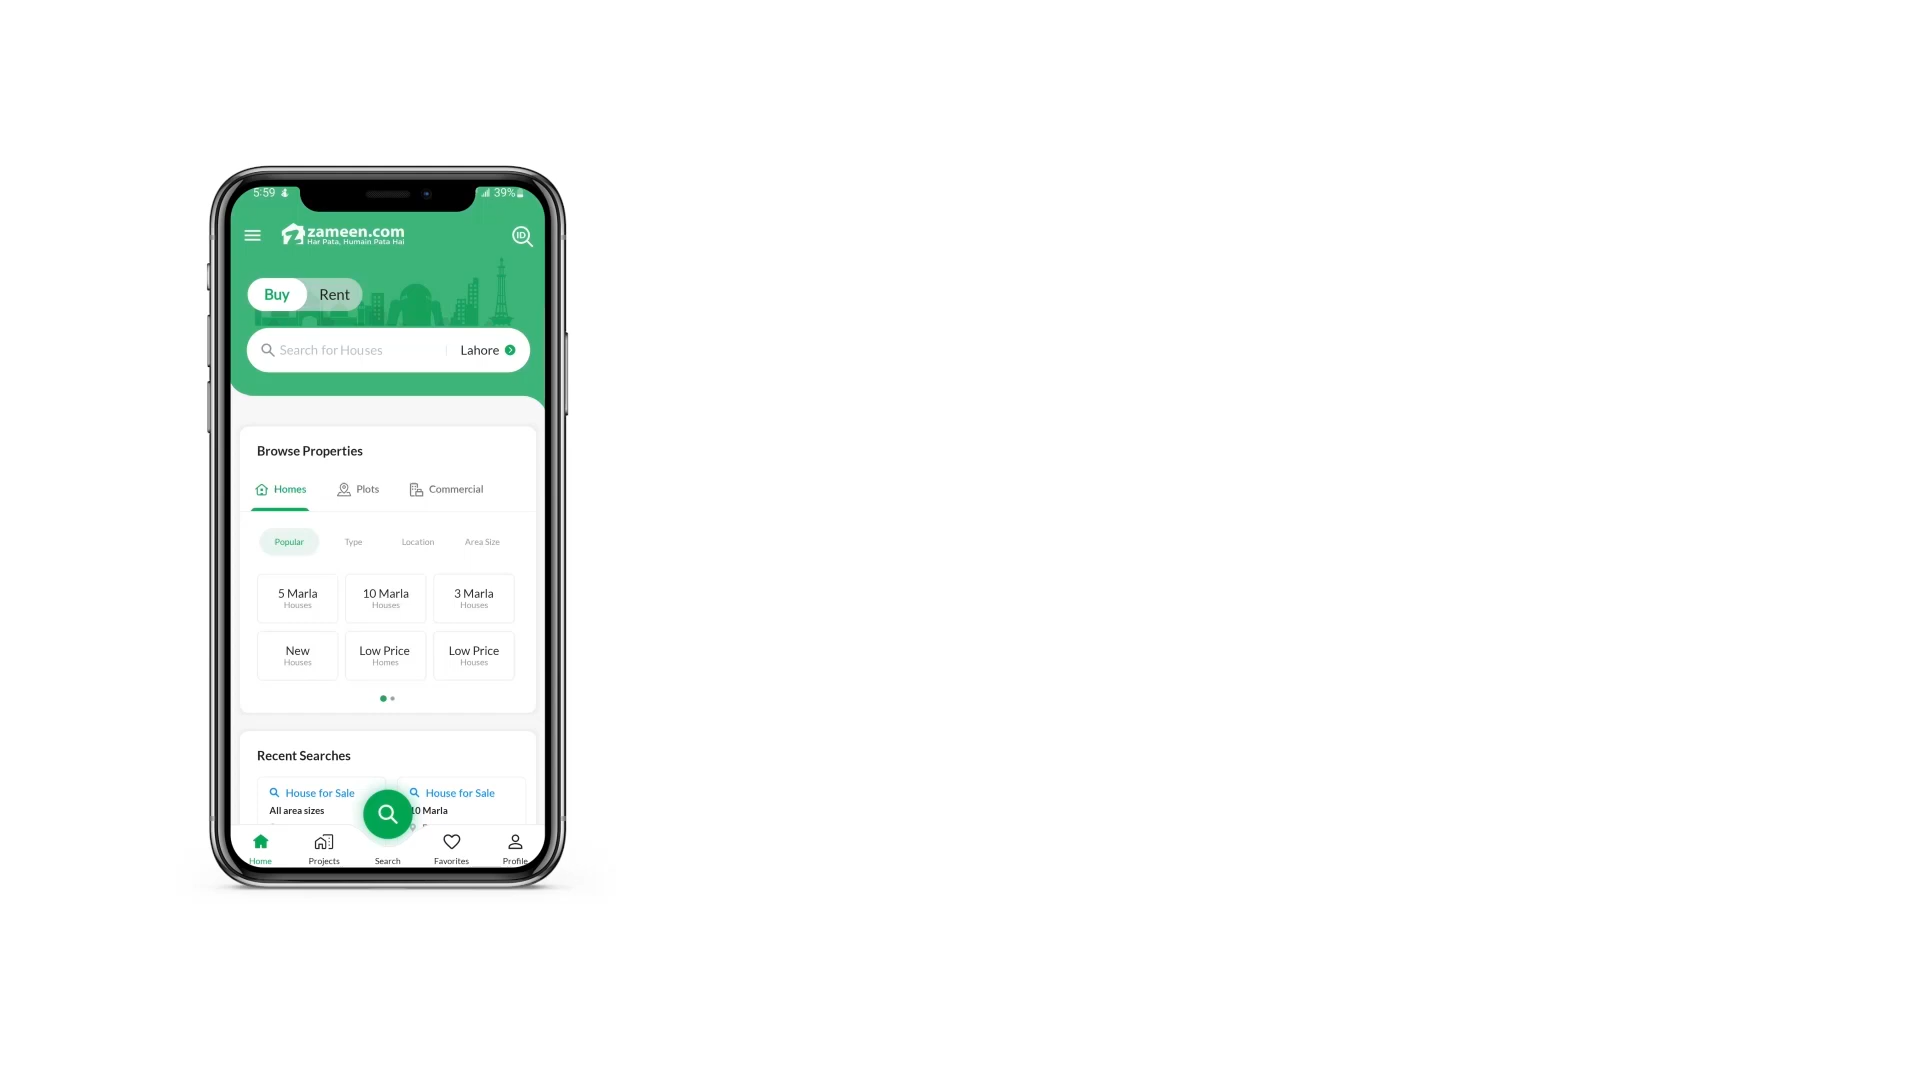 5:59
39%
zameen.com
Har Pata, Humain Pata Hai
ID
Buy Rent
Search for Houses Lahore
Browse Properties
Homes Plots Commercial
Popular Type Location Area Size
5 Marla 10 Marla 3 Marla
Houses Houses Houses
New Low Price Low Price
Houses Homes Houses
Recent Searches
House for Sale House for Sale
All area sizes 10 Marla
Home Projects Search Favorites Profile